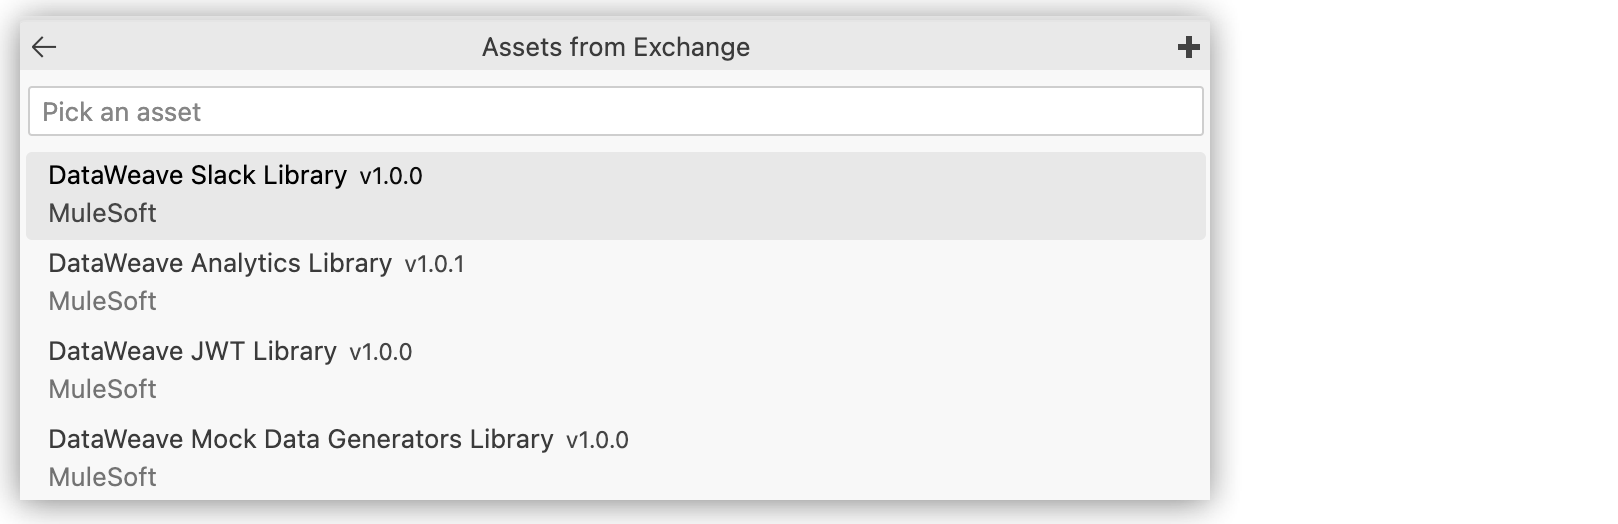 Assets from Exchange
Pick an asset
DataWeave Slack Library v1.0.0
MuleSoft
DataWeave Analytics Library v1.0.1
MuleSoft
DataWeave JWT Library v1.0.0
MuleSoft
DataWeave Mock Data Generators Library v1.0.0
MuleSoft